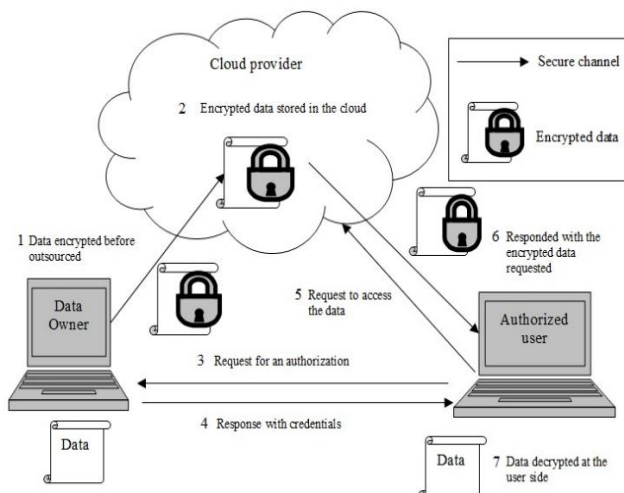 Cloud provider
2 Encrypted data stored in the cloud
Secure channel
Encrypted data
1 Data encrypted before
outsourced
6 Responded with the
encrypted data
requested
5 Request to access
the data
Data
Owner
Authorized
user
3 Request for an authorization
4 Response with credentials
Data
Data
7 Data decrypted at the
user side